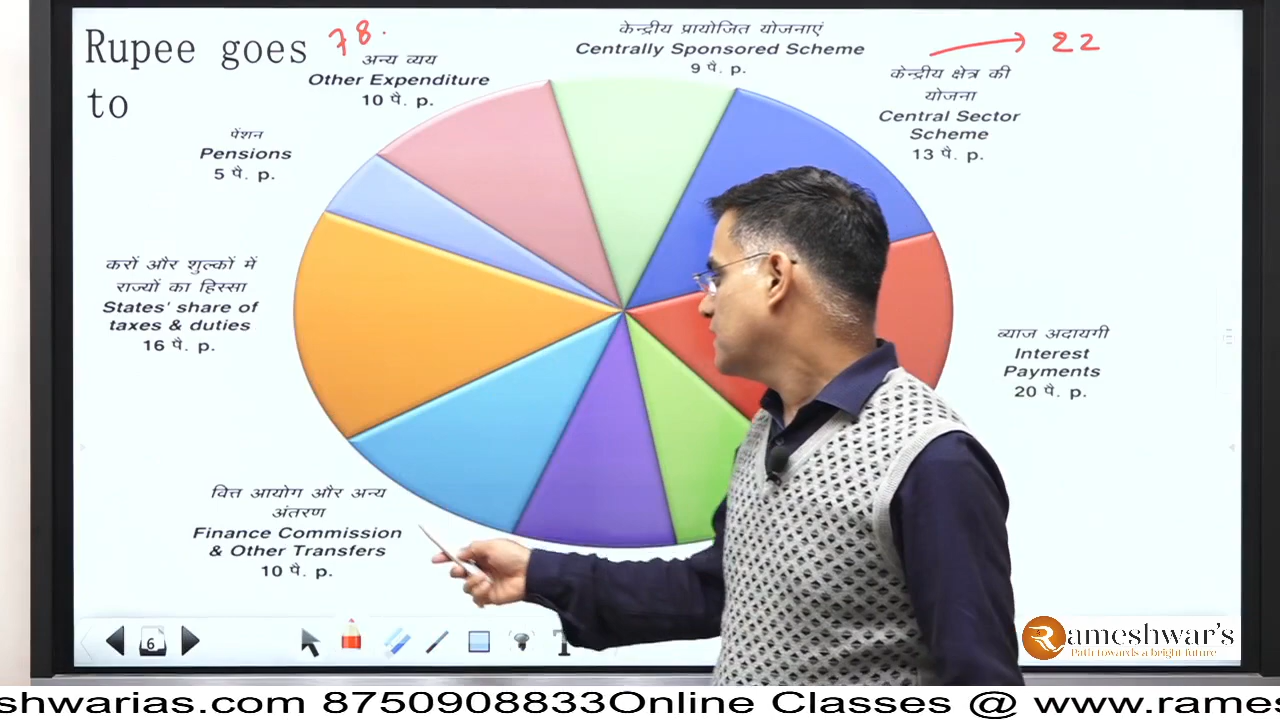 Rupee goes
to
78.
अन्य व्यय
Other Expenditure
10 पै. p.
केन्द्रीय प्रायोजित योजनाएं
Centrally Sponsored Scheme
9 पै. p.
22
केन्द्रीय क्षेत्र की
योजना
Central Sector
Scheme
13 पै. p.
पेंशन
Pensions
5 पै. p.
करों और शुल्कों में
राज्यों का हिस्सा
States' share of
taxes & duties
16 पै. p.
ब्याज अदायगी
Interest
Payments
20 पै. p.
वित्त आयोग और अन्य
अंतरण
Finance Commission
& Other Transfers
10 पै. p.
6
T
Rameshwar's
Path towards a bright future
shwarias.com 8750908833Online Classes @ www.rames